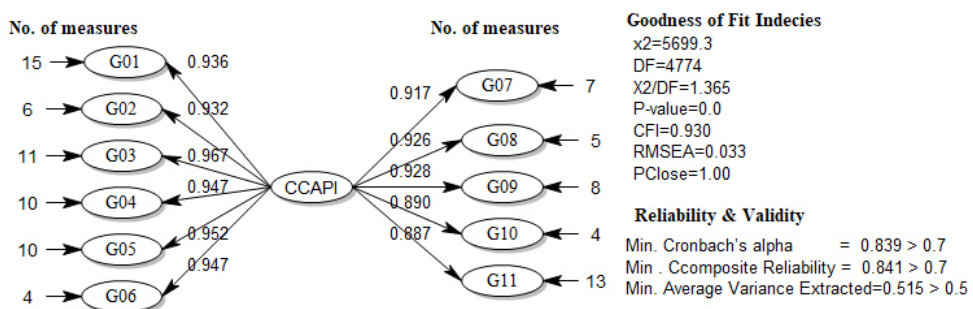 No. of measures
15 G01 0.936
6 G02 0.932
11 G03 0.967
10 G04 0.947
10 G05 0.952
4 G06 0.947
CCAPI
No. of measures
0.917 G07 7
0.926 G08 5
0.928 G09 8
0.890 G10 4
0.887 G11 13
Goodness of Fit Indecies
x2=5699.3
DF=4774
X2/DF=1.365
P-value=0.0
CFI=0.930
RMSEA=0.033
PClose=1.00
Reliability & Validity
Min. Cronbach's alpha = 0.839 > 0.7
Min . Ccomposite Reliability = 0.841 > 0.7
Min. Average Variance Extracted=0.515 > 0.5